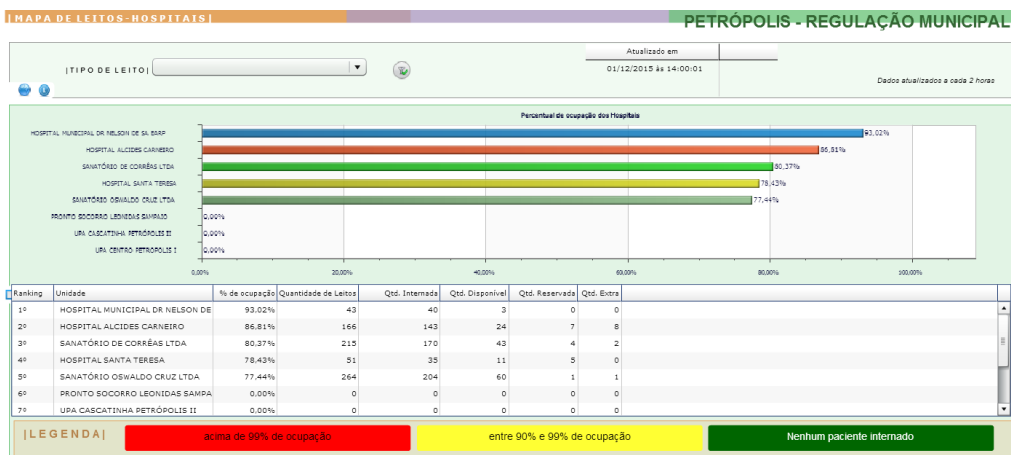 |MAPA DE LEITOS-HOSPITAIS|
PETRÓPOLIS - REGULAÇÃO MUNICIPAL
Atualizado em
|TIPO DE LEITO|
01/12/2015 às 14:00:01
Dados atualizados a cada 2 horas
Percentual de ocupação dos Hospitais
HOSPITAL MUNICIPAL DR NELSON DE SA EARP 93,02%
HOSPITAL ALCIDES CARNEIRO 86,81%
SANATÓRIO DE CORRÊAS LTDA 80,37%
HOSPITAL SANTA TERESA 78,43%
SANATÓRIO OSWALDO CRUZ LTDA 77,44%
PRONTO SOCORRO LEONIDAS SAMPAIO 0,00%
UPA CASCATINHA PETRÓPOLIS II 0,00%
UPA CENTRO PETROPOLIS I 0,00%
0,00% 20,00% 40,00% 60,00% 80,00% 100,00%
Ranking Unidade % de ocupação Quantidade de Leitos Qtd. Internada Qtd. Disponível Qtd. Reservada Qtd. Extra
1º HOSPITAL MUNICIPAL DR NELSON DE 93.02% 43 40 3 0 0
2º HOSPITAL ALCIDES CARNEIRO 86.81% 166 143 24 7 8
3º SANATÓRIO DE CORRÊAS LTDA 80.37% 215 170 43 4 2
4º HOSPITAL SANTA TERESA 78.43% 51 35 11 5 0
5º SANATÓRIO OSWALDO CRUZ LTDA 77.44% 264 204 60 1 1
6º PRONTO SOCORRO LEONIDAS SAMPA 0.00% 0 0 0 0 0
7º UPA CASCATINHA PETRÓPOLIS II 0.00% 0 0 0 0 0
|LEGENDA| acima de 99% de ocupação entre 90% e 99% de ocupação Nenhum paciente internado